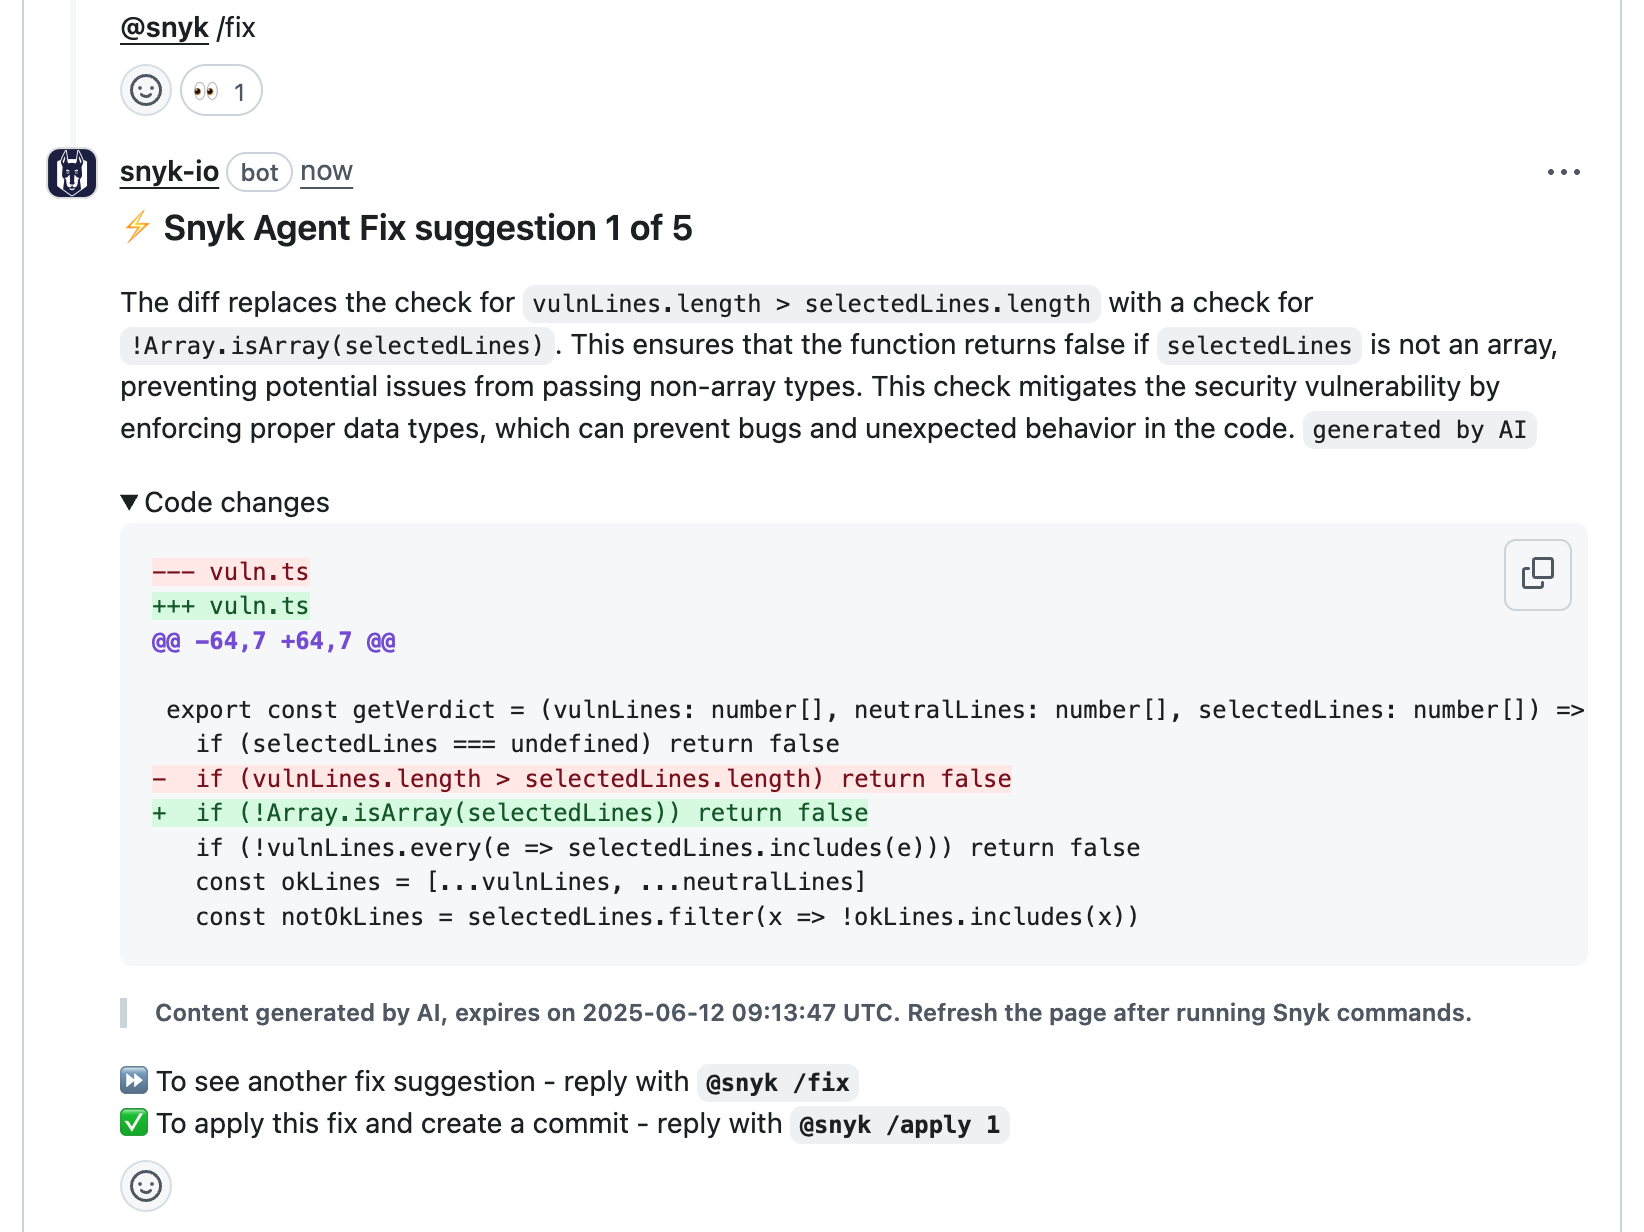 @snyk /fix
👀 1
snyk-io bot now
⚡ Snyk Agent Fix suggestion 1 of 5
The diff replaces the check for vulnLines.length > selectedLines.length with a check for
!Array.isArray(selectedLines). This ensures that the function returns false if selectedLines is not an array,
preventing potential issues from passing non-array types. This check mitigates the security vulnerability by
enforcing proper data types, which can prevent bugs and unexpected behavior in the code. generated by AI
▼ Code changes
--- vuln.ts
+++ vuln.ts
@@ -64,7 +64,7 @@
 export const getVerdict = (vulnLines: number[], neutralLines: number[], selectedLines: number[]) =>
   if (selectedLines === undefined) return false
-  if (vulnLines.length > selectedLines.length) return false
+  if (!Array.isArray(selectedLines)) return false
   if (!vulnLines.every(e => selectedLines.includes(e))) return false
   const okLines = [...vulnLines, ...neutralLines]
   const notOkLines = selectedLines.filter(x => !okLines.includes(x))
Content generated by AI, expires on 2025-06-12 09:13:47 UTC. Refresh the page after running Snyk commands.
⏩ To see another fix suggestion - reply with @snyk /fix
✅ To apply this fix and create a commit - reply with @snyk /apply 1